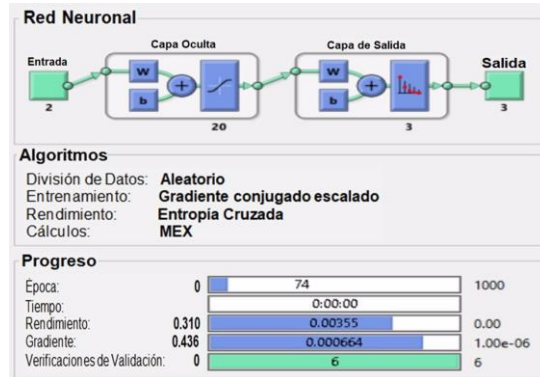 Red Neuronal
Capa Oculta
Capa de Salida
Entrada
Salida
W
b
+
W
b
+
2
20
3
3
Algoritmos
División de Datos: Aleatorio
Entrenamiento: Gradiente conjugado escalado
Rendimiento: Entropía Cruzada
Cálculos: MEX
Progreso
Época: 0 74 1000
Tiempo: 0:00:00
Rendimiento: 0.310 0.00355 0.00
Gradiente: 0.436 0.000664 1.00e-06
Verificaciones de Validación: 0 6 6